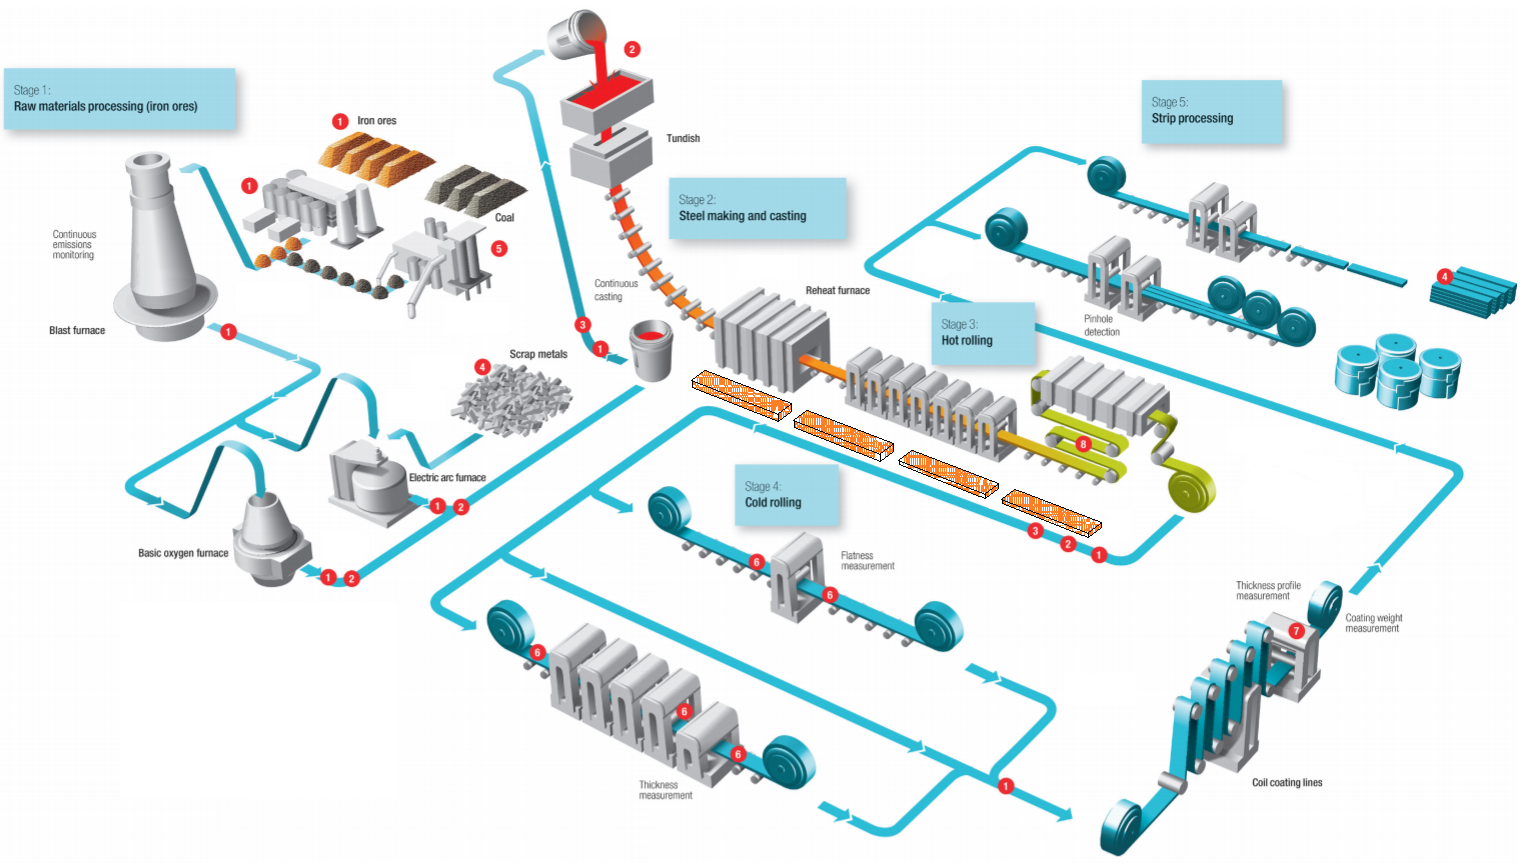 Stage 1:
Raw materials processing (iron ores)
1
Iron ores
1
Coal
5
Continuous
emissions
monitoring
Blast furnace
1
4
Scrap metals
Electric arc furnace
1
2
Basic oxygen furnace
1
2
2
Tundish
Stage 2:
Steel making and casting
Continuous
casting
3
1
Reheat furnace
Stage 3:
Hot rolling
8
3
2
1
Stage 4:
Cold rolling
6
Flatness
measurement
6
6
6
6
Thickness
measurement
1
Thickness profile
measurement
7
Coating weight
measurement
Coil coating lines
Stage 5:
Strip processing
Pinhole
detection
4